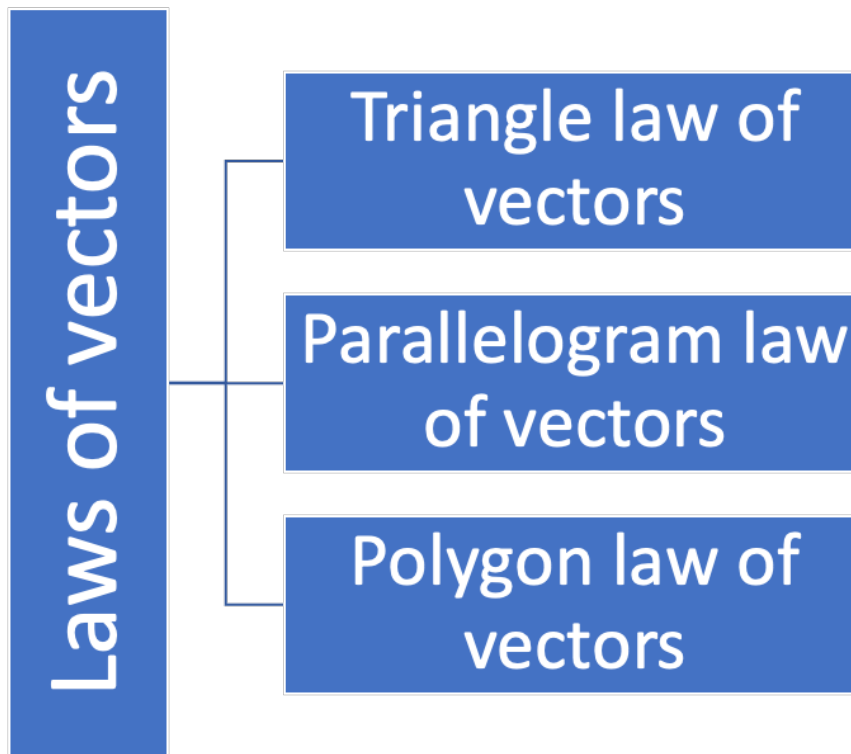 Laws of vectors
Triangle law of
vectors
Parallelogram law
of vectors
Polygon law of
vectors